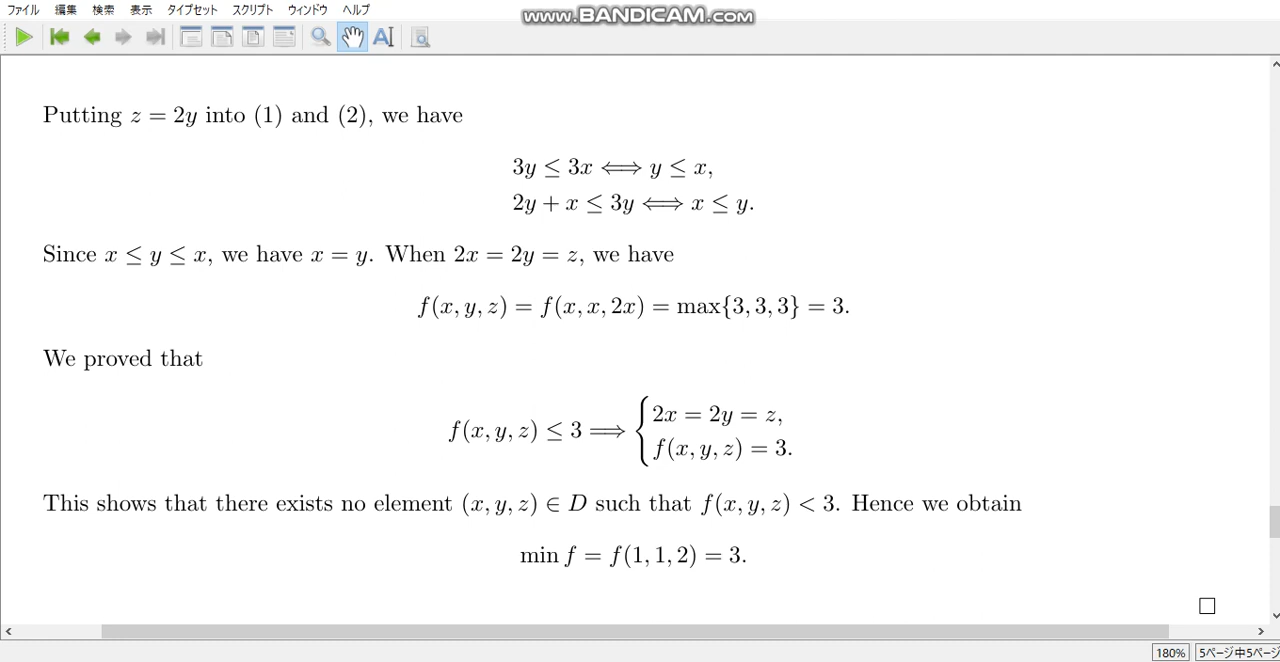 ファイル 編集 検索 表示 タイプセット スクリプト ウィンドウ ヘルプ
www.BANDICAM.com
Putting z = 2y into (1) and (2), we have
3y ≤ 3x ⟺ y ≤ x,
2y + x ≤ 3y ⟺ x ≤ y.
Since x ≤ y ≤ x, we have x = y. When 2x = 2y = z, we have
f(x, y, z) = f(x, x, 2x) = max{3, 3, 3} = 3.
We proved that
f(x, y, z) ≤ 3 ⟹ { 2x = 2y = z,
f(x, y, z) = 3.
This shows that there exists no element (x, y, z) ∈ D such that f(x, y, z) < 3. Hence we obtain
min f = f(1, 1, 2) = 3.
□
180% 5ページ中5ページ